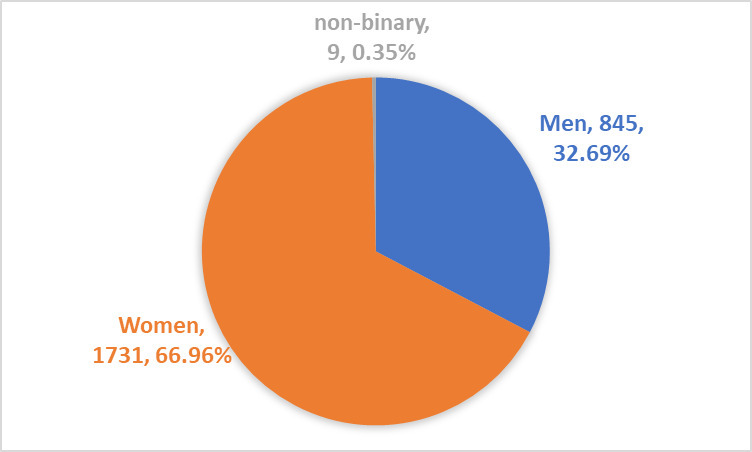 non-binary,
9, 0.35%
Men, 845,
32.69%
Women,
1731, 66.96%